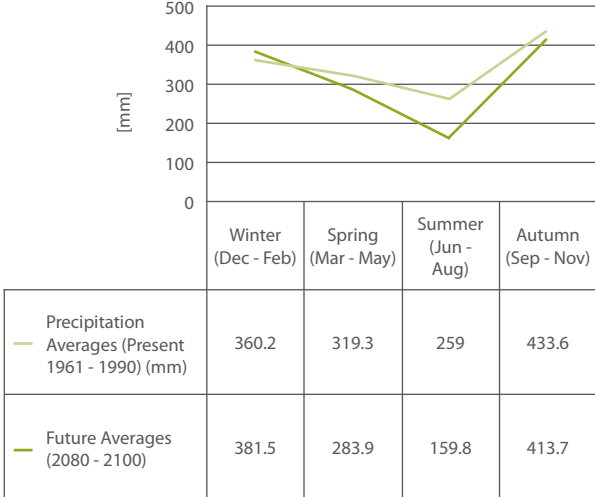 500
400
300
200
100
0
[mm]
Winter
(Dec - Feb)
Spring
(Mar - May)
Summer
(Jun -
Aug)
Autumn
(Sep - Nov)
Precipitation
Averages (Present
1961 - 1990) (mm)
360.2
319.3
259
433.6
Future Averages
(2080 - 2100)
381.5
283.9
159.8
413.7